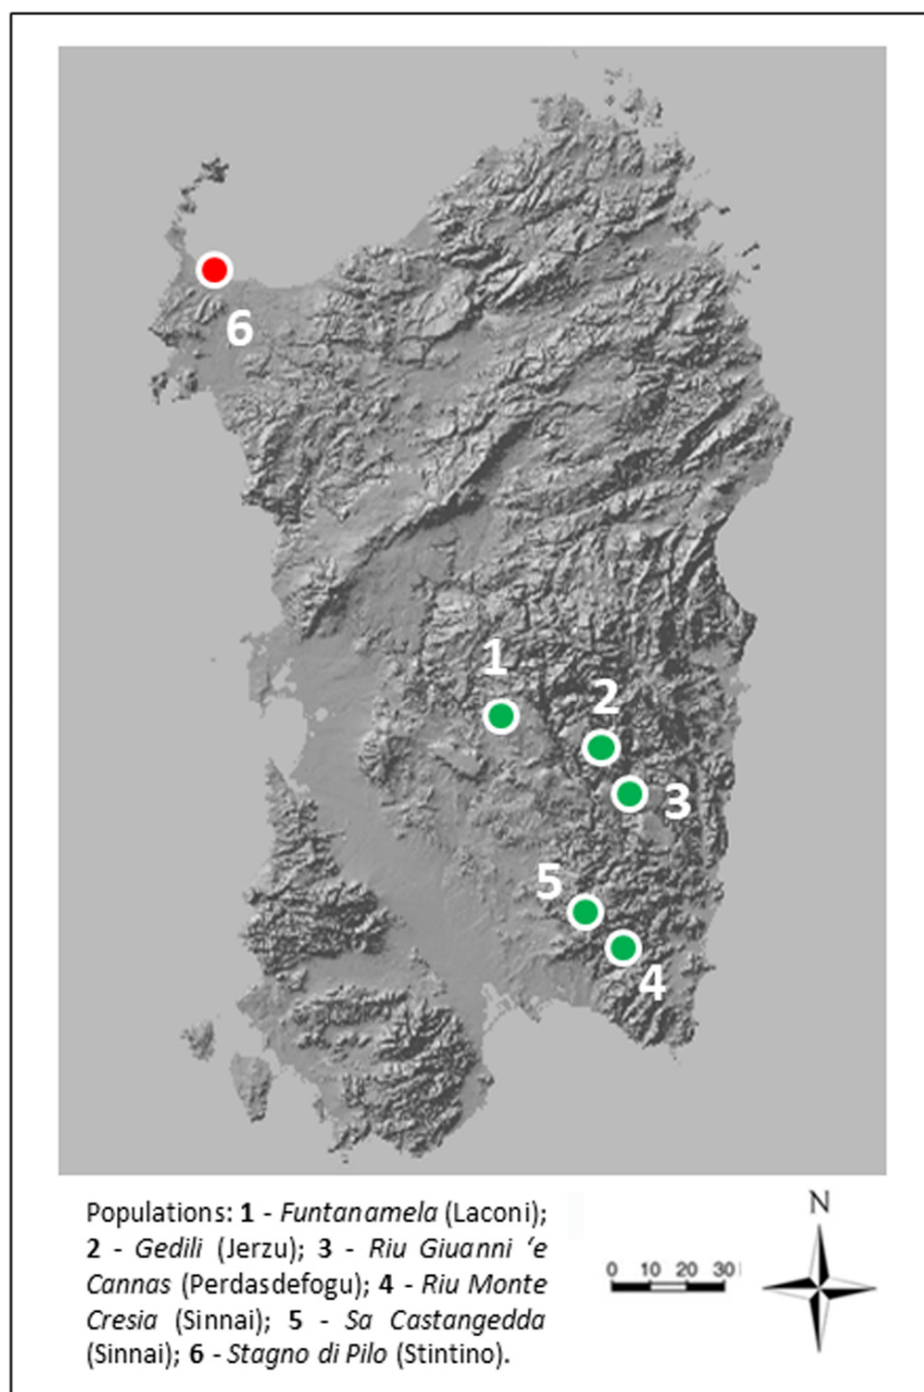 6
1
2
3
5
4
Populations: 1 - Funtanamela (Laconi);
2 - Gedili (Jerzu); 3 - Riu Giuanni ‘e
Cannas (Perdasdefogu); 4 - Riu Monte
Cresia (Sinnai); 5 - Sa Castangedda
(Sinnai); 6 - Stagno di Pilo (Stintino).
N
0 10 20 30